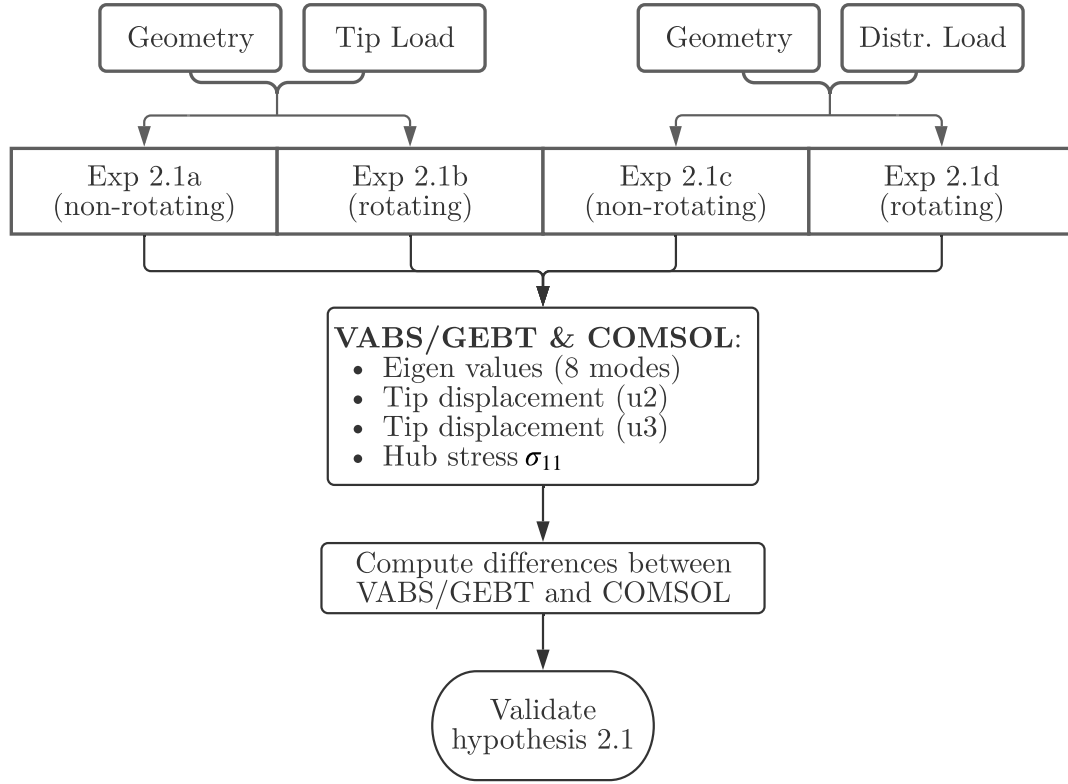 Geometry
Tip Load
Geometry
Distr. Load
Exp 2.1a
(non-rotating)
Exp 2.1b
(rotating)
Exp 2.1c
(non-rotating)
Exp 2.1d
(rotating)
VABS/GEBT & COMSOL:
• Eigen values (8 modes)
• Tip displacement (u2)
• Tip displacement (u3)
• Hub stress σ₁₁
Compute differences between
VABS/GEBT and COMSOL
Validate
hypothesis 2.1